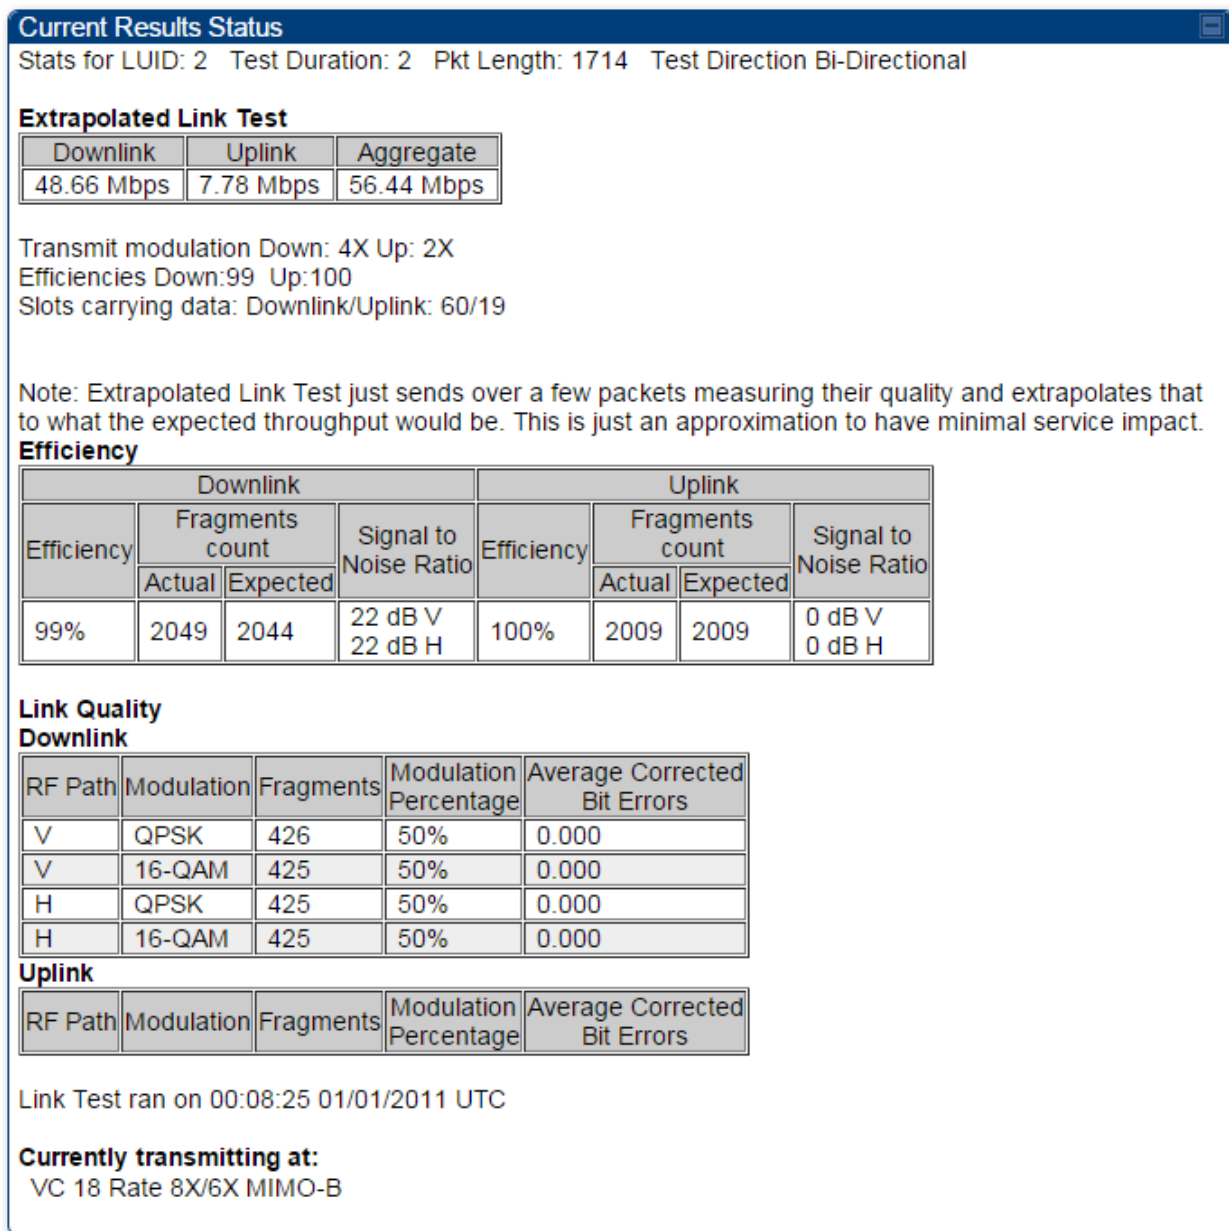 Current Results Status
Stats for LUID: 2 Test Duration: 2 Pkt Length: 1714 Test Direction Bi-Directional
Extrapolated Link Test
Downlink Uplink Aggregate
48.66 Mbps 7.78 Mbps 56.44 Mbps
Transmit modulation Down: 4X Up: 2X
Efficiencies Down:99 Up:100
Slots carrying data: Downlink/Uplink: 60/19
Note: Extrapolated Link Test just sends over a few packets measuring their quality and extrapolates that
to what the expected throughput would be. This is just an approximation to have minimal service impact.
Efficiency
Downlink Uplink
Efficiency Fragments count Signal to Noise Ratio Efficiency Fragments count Signal to Noise Ratio
Actual Expected Actual Expected
99% 2049 2044 22 dB V 22 dB H 100% 2009 2009 0 dB V 0 dB H
Link Quality
Downlink
RF Path Modulation Fragments Modulation Percentage Average Corrected Bit Errors
V QPSK 426 50% 0.000
V 16-QAM 425 50% 0.000
H QPSK 425 50% 0.000
H 16-QAM 425 50% 0.000
Uplink
RF Path Modulation Fragments Modulation Percentage Average Corrected Bit Errors
Link Test ran on 00:08:25 01/01/2011 UTC
Currently transmitting at:
VC 18 Rate 8X/6X MIMO-B